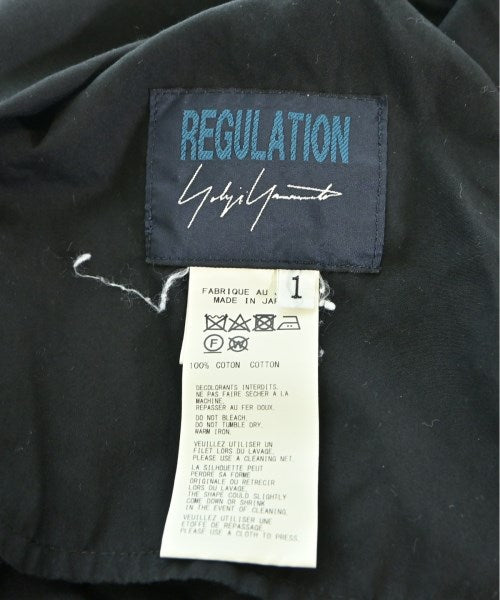 REGULATION
Yohji Yamamoto
1
FABRIQUE AU
MADE IN JAP
F W
100% COTON COTTON
DECOLORANTS INTERDITS.
NE PAS FAIRE SECHER A LA
MACHINE.
REPASSER AU FER DOUX.
DO NOT BLEACH.
DO NOT TUMBLE DRY.
WARM IRON.
VEUILLEZ UTILISER UN
FILET LORS DU LAVAGE.
PLEASE USE A CLEANING NET.
LA SILHOUETTE PEUT
PERDRE SA FORME
ORIGINALE OU RETRECIR
LORS DU LAVAGE.
THE SHAPE COULD SLIGHTLY
COME DOWN OR SHRINK
IN THE EVENT OF CLEANING.
VEUILLEZ UTILISER UNE
ETOFFE DE REPASSAGE.
PLEASE USE A CLOTH TO PRESS.